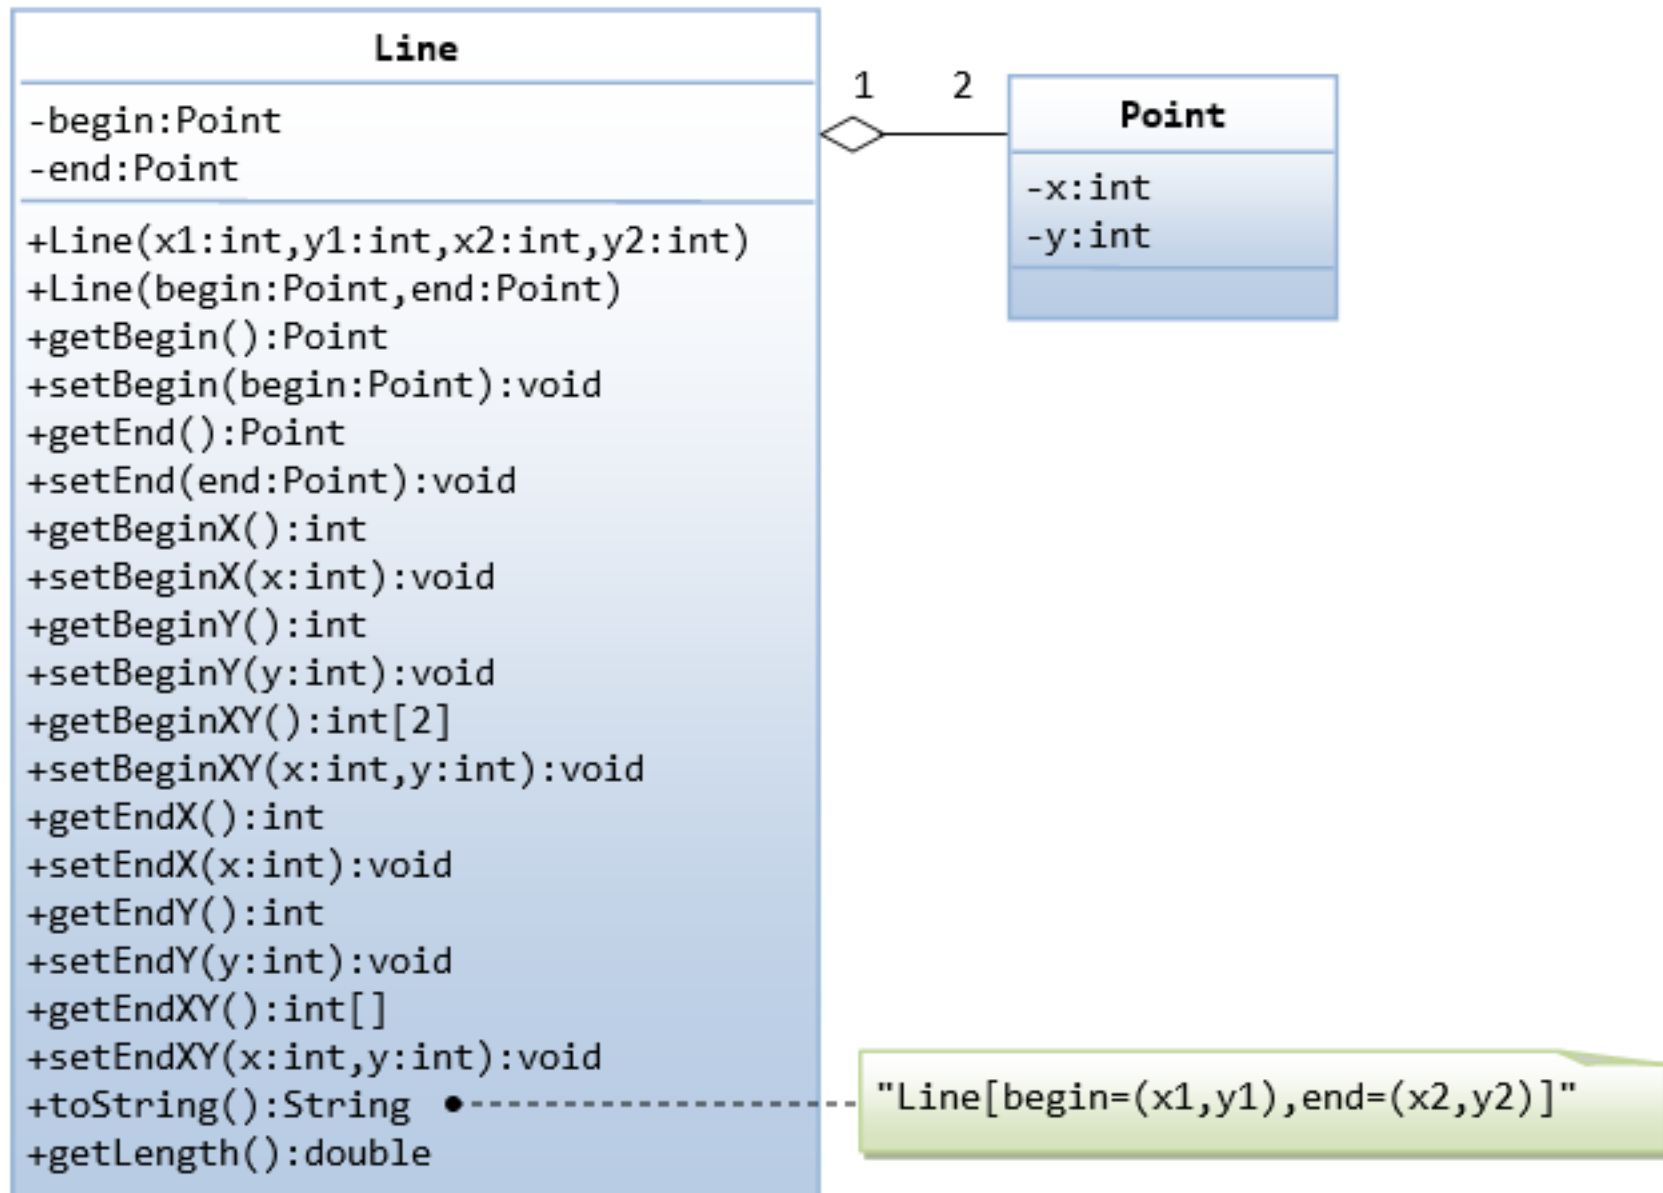 Line
-begin:Point
-end:Point
+Line(x1:int,y1:int,x2:int,y2:int)
+Line(begin:Point,end:Point)
+getBegin():Point
+setBegin(begin:Point):void
+getEnd():Point
+setEnd(end:Point):void
+getBeginX():int
+setBeginX(x:int):void
+getBeginY():int
+setBeginY(y:int):void
+getBeginXY():int[2]
+setBeginXY(x:int,y:int):void
+getEndX():int
+setEndX(x:int):void
+getEndY():int
+setEndY(y:int):void
+getEndXY():int[]
+setEndXY(x:int,y:int):void
+toString():String
+getLength():double
1 2
Point
-x:int
-y:int
"Line[begin=(x1,y1),end=(x2,y2)]"